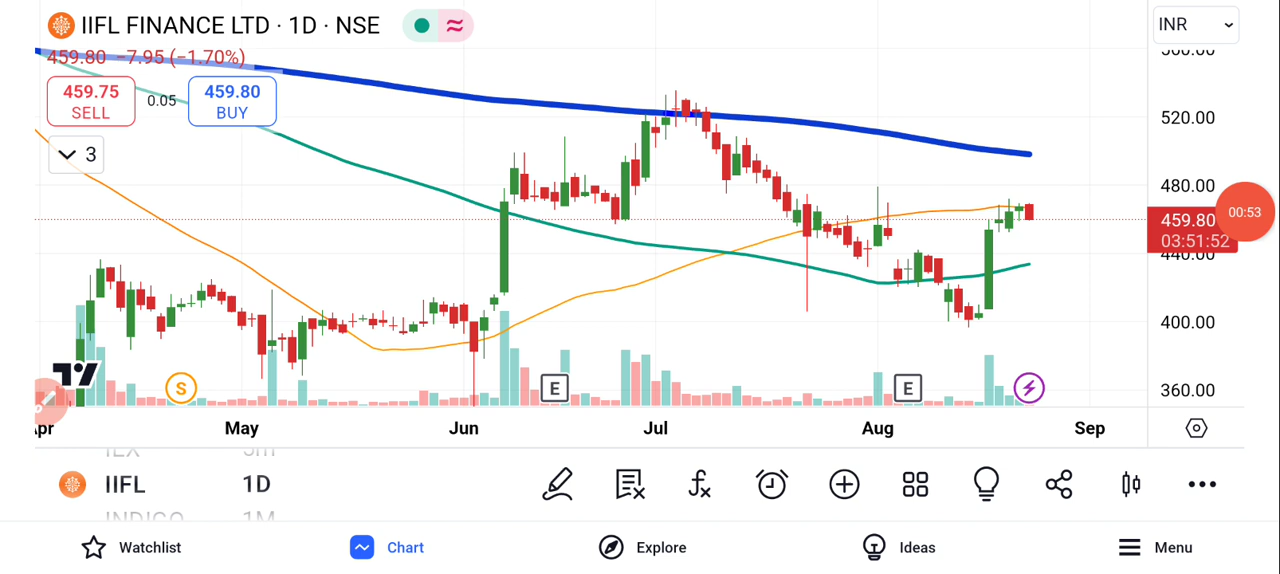 IIFL FINANCE LTD · 1D · NSE
INR
459.80 −7.95 (−1.70%)
560.00
459.75
SELL
0.05
459.80
BUY
520.00
3
480.00
459.80
03:51:52
00:53
440.00
400.00
S
E
E
360.00
Apr
May
Jun
Jul
Aug
Sep
IEX 5m
IIFL 1D
INDIGO 1M
Watchlist
Chart
Explore
Ideas
Menu